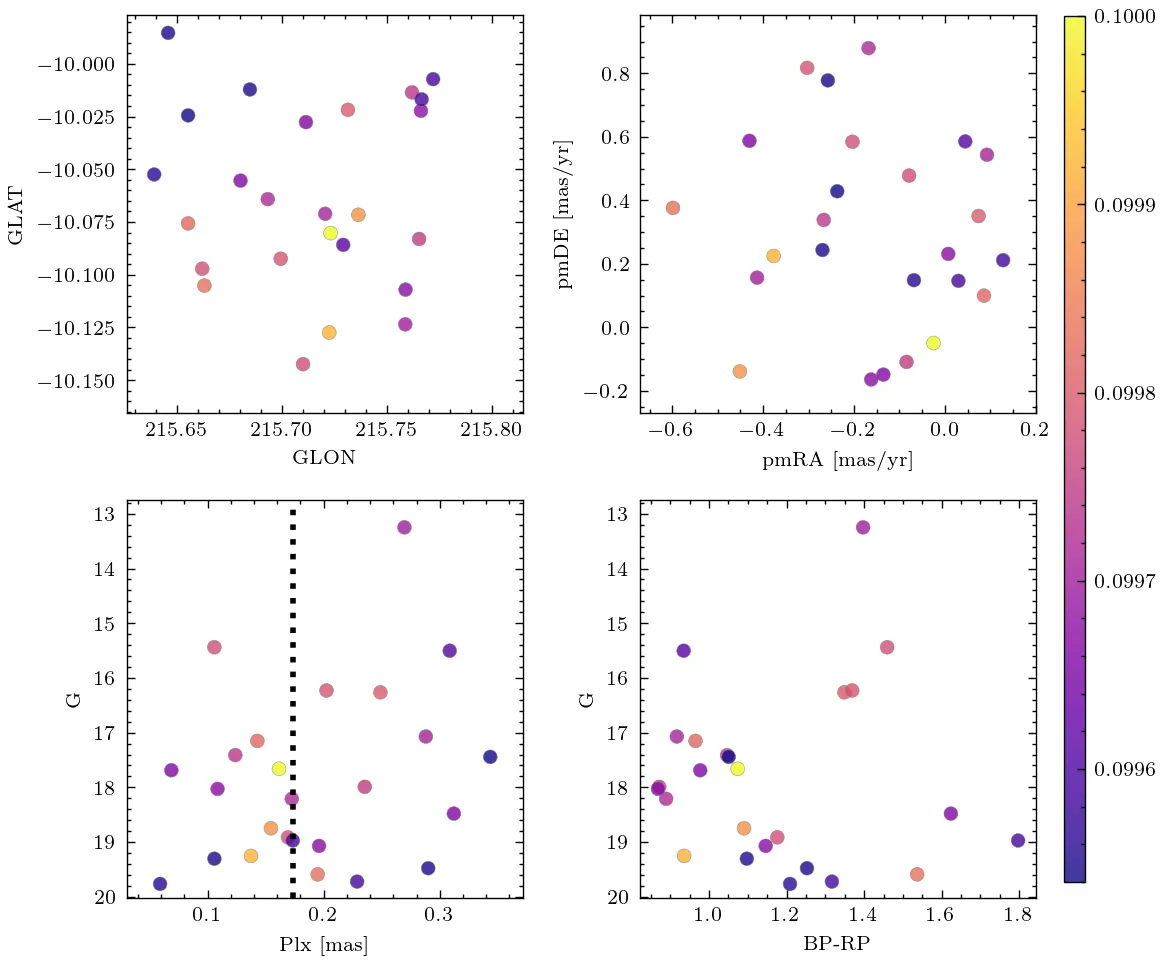 −10.000
−10.025
−10.050
−10.075
−10.100
−10.125
−10.150
GLAT
215.65 215.70 215.75 215.80
GLON
0.8
0.6
0.4
0.2
0.0
−0.2
pmDE [mas/yr]
−0.6 −0.4 −0.2 0.0 0.2
pmRA [mas/yr]
13
14
15
16
17
18
19
20
G
0.1 0.2 0.3
Plx [mas]
13
14
15
16
17
18
19
20
G
1.0 1.2 1.4 1.6 1.8
BP-RP
0.1000
0.0999
0.0998
0.0997
0.0996